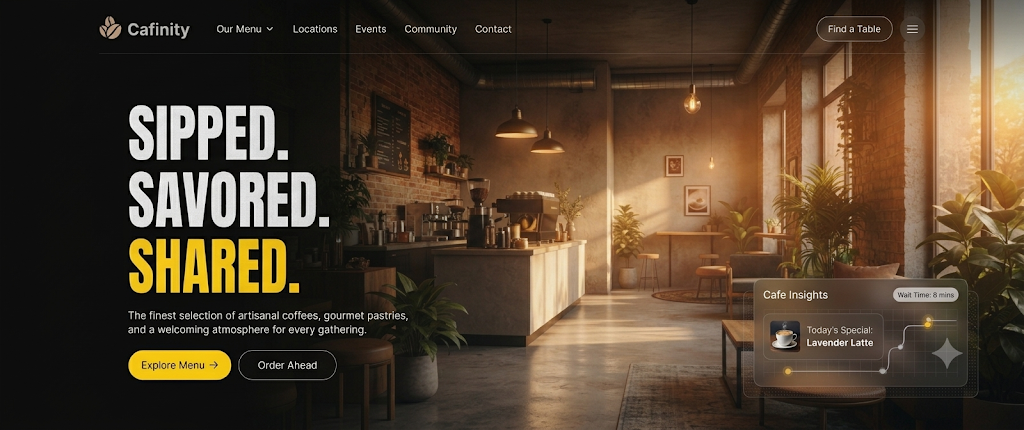 Cafinity
Our Menu
Locations
Events
Community
Contact
Find a Table
SIPPED.
SAVORED.
SHARED.
The finest selection of artisanal coffees, gourmet pastries,
and a welcoming atmosphere for every gathering.
Explore Menu →
Order Ahead
Cafe Insights
Wait Time: 8 mins
Today's Special:
Lavender Latte